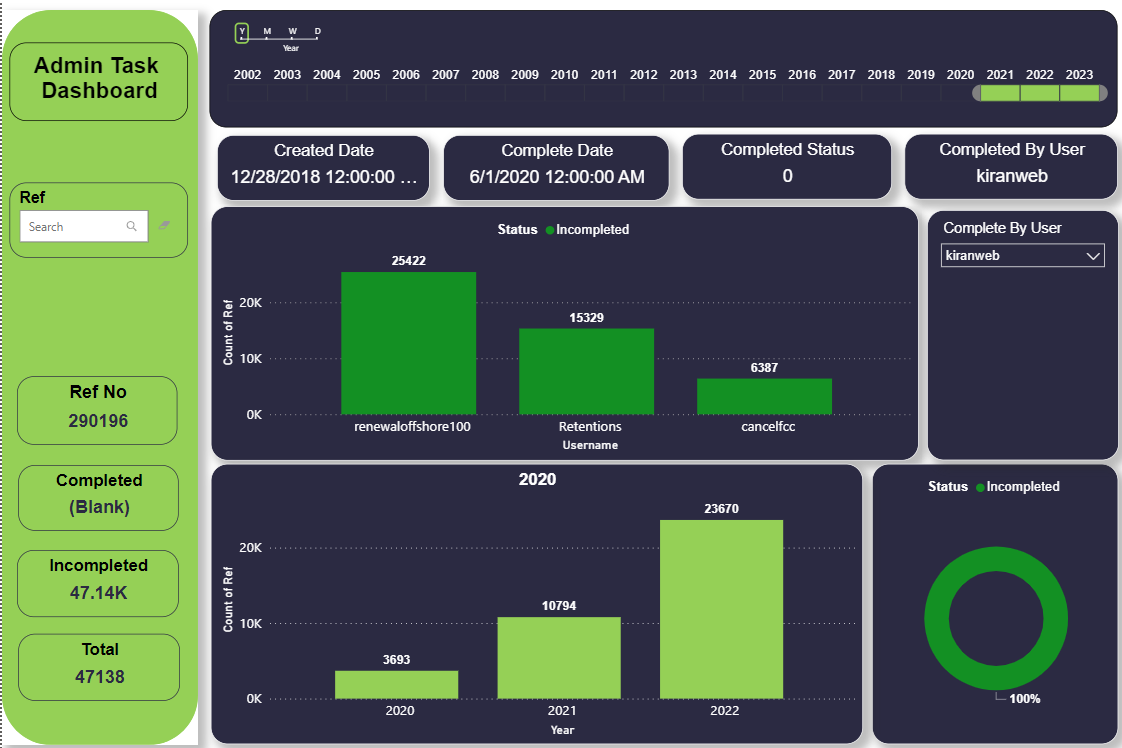 Admin Task
Dashboard
Ref
Search
Ref No
290196
Completed
(Blank)
Incompleted
47.14K
Total
47138
Y M W D
Year
2002 2003 2004 2005 2006 2007 2008 2009 2010 2011 2012 2013 2014 2015 2016 2017 2018 2019 2020 2021 2022 2023
Created Date
12/28/2018 12:00:00 ...
Complete Date
6/1/2020 12:00:00 AM
Completed Status
0
Completed By User
kiranweb
Status Incompleted
Count of Ref
20K
10K
0K
25422
15329
6387
renewaloffshore100 Retentions cancelfcc
Username
Complete By User
kiranweb
2020
Count of Ref
20K
10K
0K
3693
10794
23670
2020 2021 2022
Year
Status Incompleted
100%